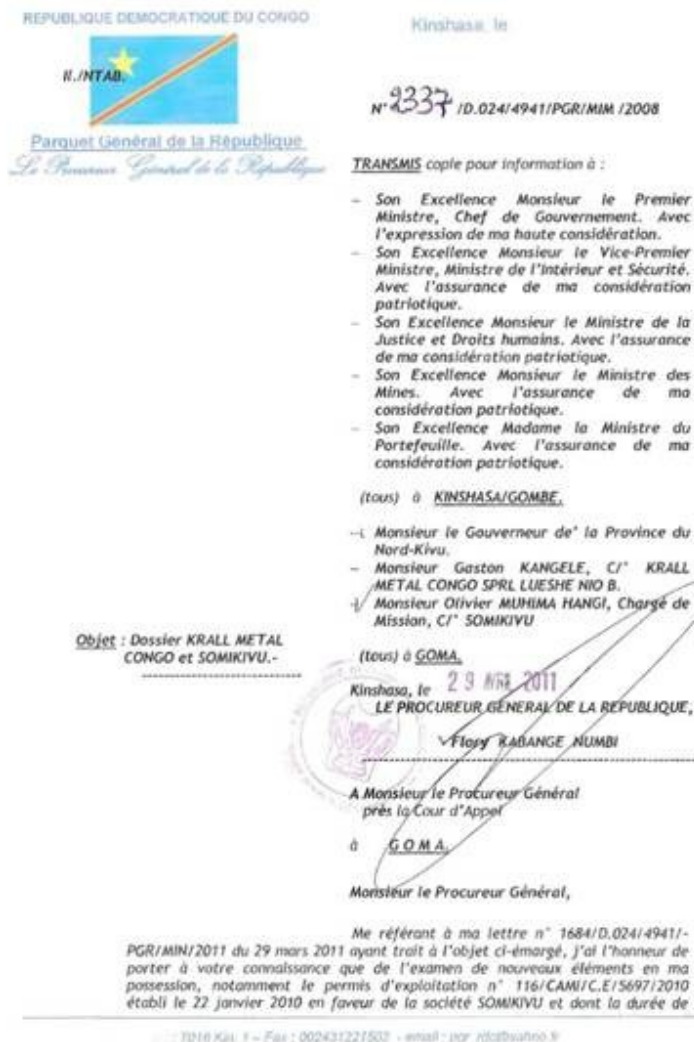 REPUBLIQUE DEMOCRATIQUE DU CONGO
II./NTAB.
Parquet Général de la République
Le Procureur Général de la République
Kinshasa, le
N° 2337 /D.024/4941/PGR/MIM /2008
TRANSMIS copie pour information à :
- Son Excellence Monsieur le Premier
Ministre, Chef de Gouvernement. Avec
l'expression de ma haute considération.
- Son Excellence Monsieur le Vice-Premier
Ministre, Ministre de l'Intérieur et Sécurité.
Avec l'assurance de ma considération
patriotique.
- Son Excellence Monsieur le Ministre de la
Justice et Droits humains. Avec l'assurance
de ma considération patriotique.
- Son Excellence Monsieur le Ministre des
Mines. Avec l'assurance de ma
considération patriotique.
- Son Excellence Madame la Ministre du
Portefeuille. Avec l'assurance de ma
considération patriotique.
(tous) à KINSHASA/GOMBE.
- Monsieur le Gouverneur de° la Province du
Nord-Kivu.
- Monsieur Gaston KANGELE, C/° KRALL
METAL CONGO SPRL LUESHE NIO B.
- Monsieur Olivier MUHIMA HANGI, Chargé de
Mission, C/° SOMIKIVU
Objet : Dossier KRALL METAL
CONGO et SOMIKIVU.-
(tous) à GOMA.
Kinshasa, le 29 AVR. 2011
LE PROCUREUR GENERAL DE LA REPUBLIQUE,
Flory KABANGE NUMBI
A Monsieur le Procureur Général
près la Cour d'Appel
à G O M A.
Monsieur le Procureur Général,
Me référant à ma lettre n° 1684/D.024/4941/-
PGR/MIN/2011 du 29 mars 2011 ayant trait à l'objet ci-émargé, j'ai l'honneur de
porter à votre connaissance que de l'examen de nouveaux éléments en ma
possession, notamment le permis d'exploitation n° 116/CAMI/C.E/5697/2010
établi le 22 janvier 2010 en faveur de la société SOMIKIVU et dont la durée de
7016 Kin. 1 - Fax : 002431221502 - email : pgr_rdc@yahoo.fr